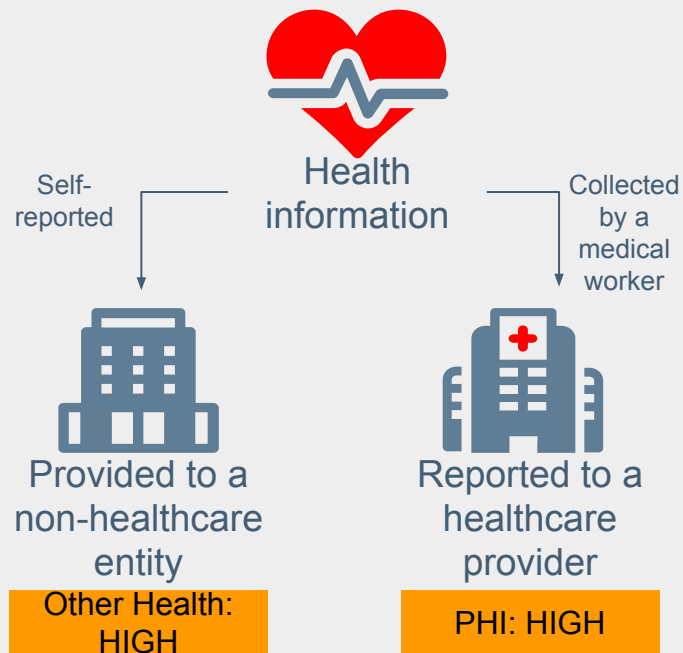 Health
information
Self-
reported
Collected
by a
medical
worker
Provided to a
non-healthcare
entity
Reported to a
healthcare
provider
Other Health:
HIGH
PHI: HIGH